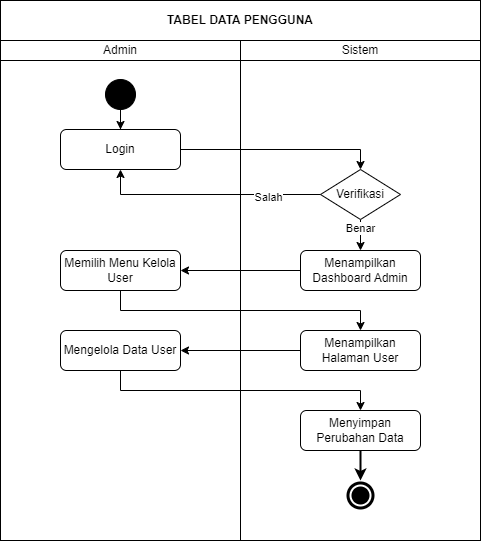 TABEL DATA PENGGUNA
Admin
Sistem
Login
Verifikasi
Salah
Benar
Memilih Menu Kelola
User
Menampilkan
Dashboard Admin
Mengelola Data User
Menampilkan
Halaman User
Menyimpan
Perubahan Data